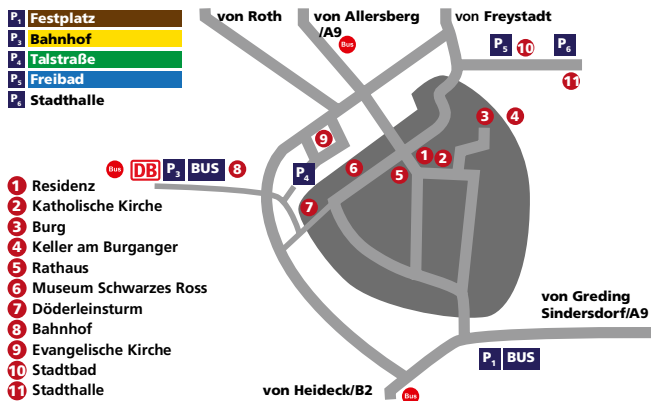 P1 Festplatz
P3 Bahnhof
P4 Talstraße
P5 Freibad
P6 Stadthalle
von Roth
von Allersberg
/A9
Bus
von Freystadt
P5 10 P6
11
3 4
9
1 2
6
5
P4
Bus DB P3 BUS 8
7
1 Residenz
2 Katholische Kirche
3 Burg
4 Keller am Burganger
5 Rathaus
6 Museum Schwarzes Ross
7 Döderleinsturm
8 Bahnhof
9 Evangelische Kirche
10 Stadtbad
11 Stadthalle
von Greding
Sindersdorf/A9
P1 BUS
von Heideck/B2
Bus